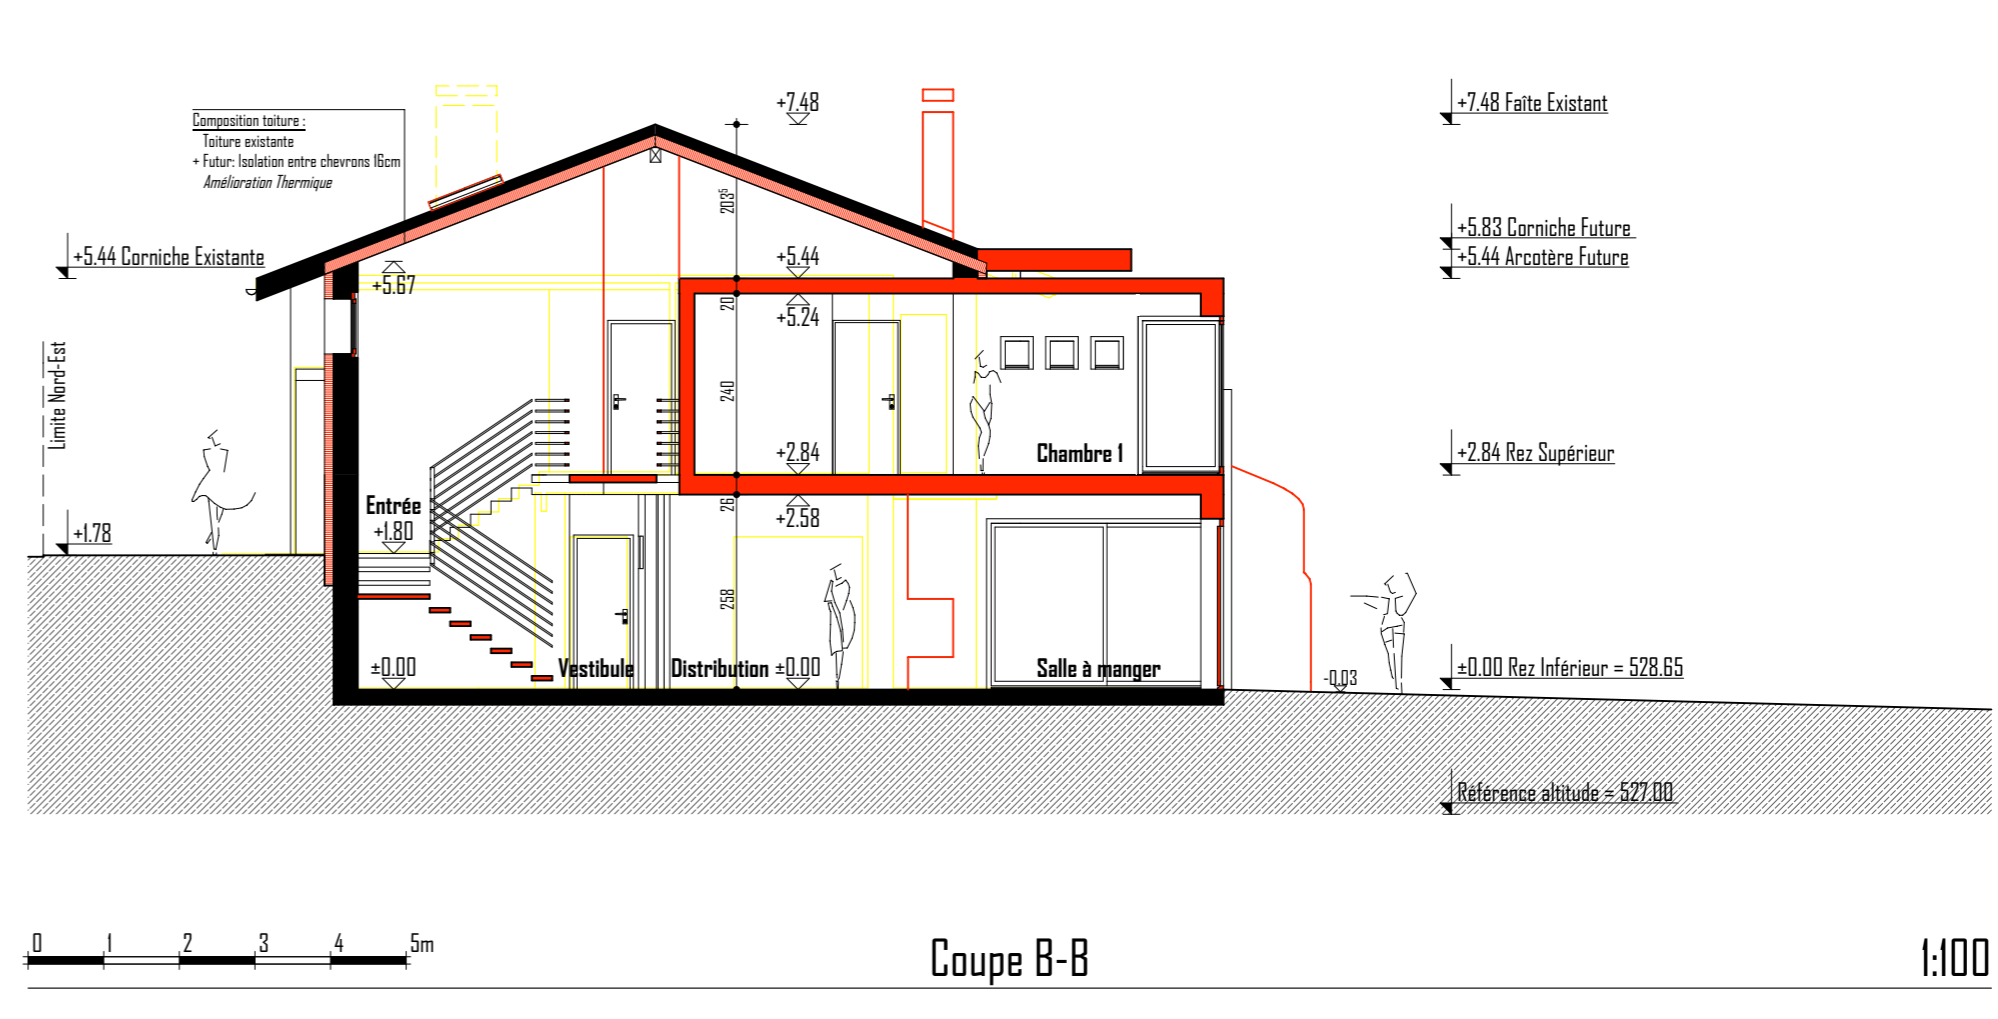 +7.48
+7.48 Faîte Existant
Composition toiture :
Toiture existante
+ Futur: Isolation entre chevrons 16cm
Amélioration Thermique
203⁵
+5.83 Corniche Future
+5.44 Corniche Existante
+5.44
+5.44 Arcotère Future
+5.67
20
+5.24
Limite Nord-Est
240
+2.84
Chambre 1
+2.84 Rez Supérieur
Entrée
+1.80
26
+2.58
+1.78
258
±0.00
Vestibule
Distribution ±0.00
Salle à manger
-0.03
±0.00 Rez Inférieur = 528.65
Référence altitude = 527.00
0 1 2 3 4 5m
Coupe B-B
1:100